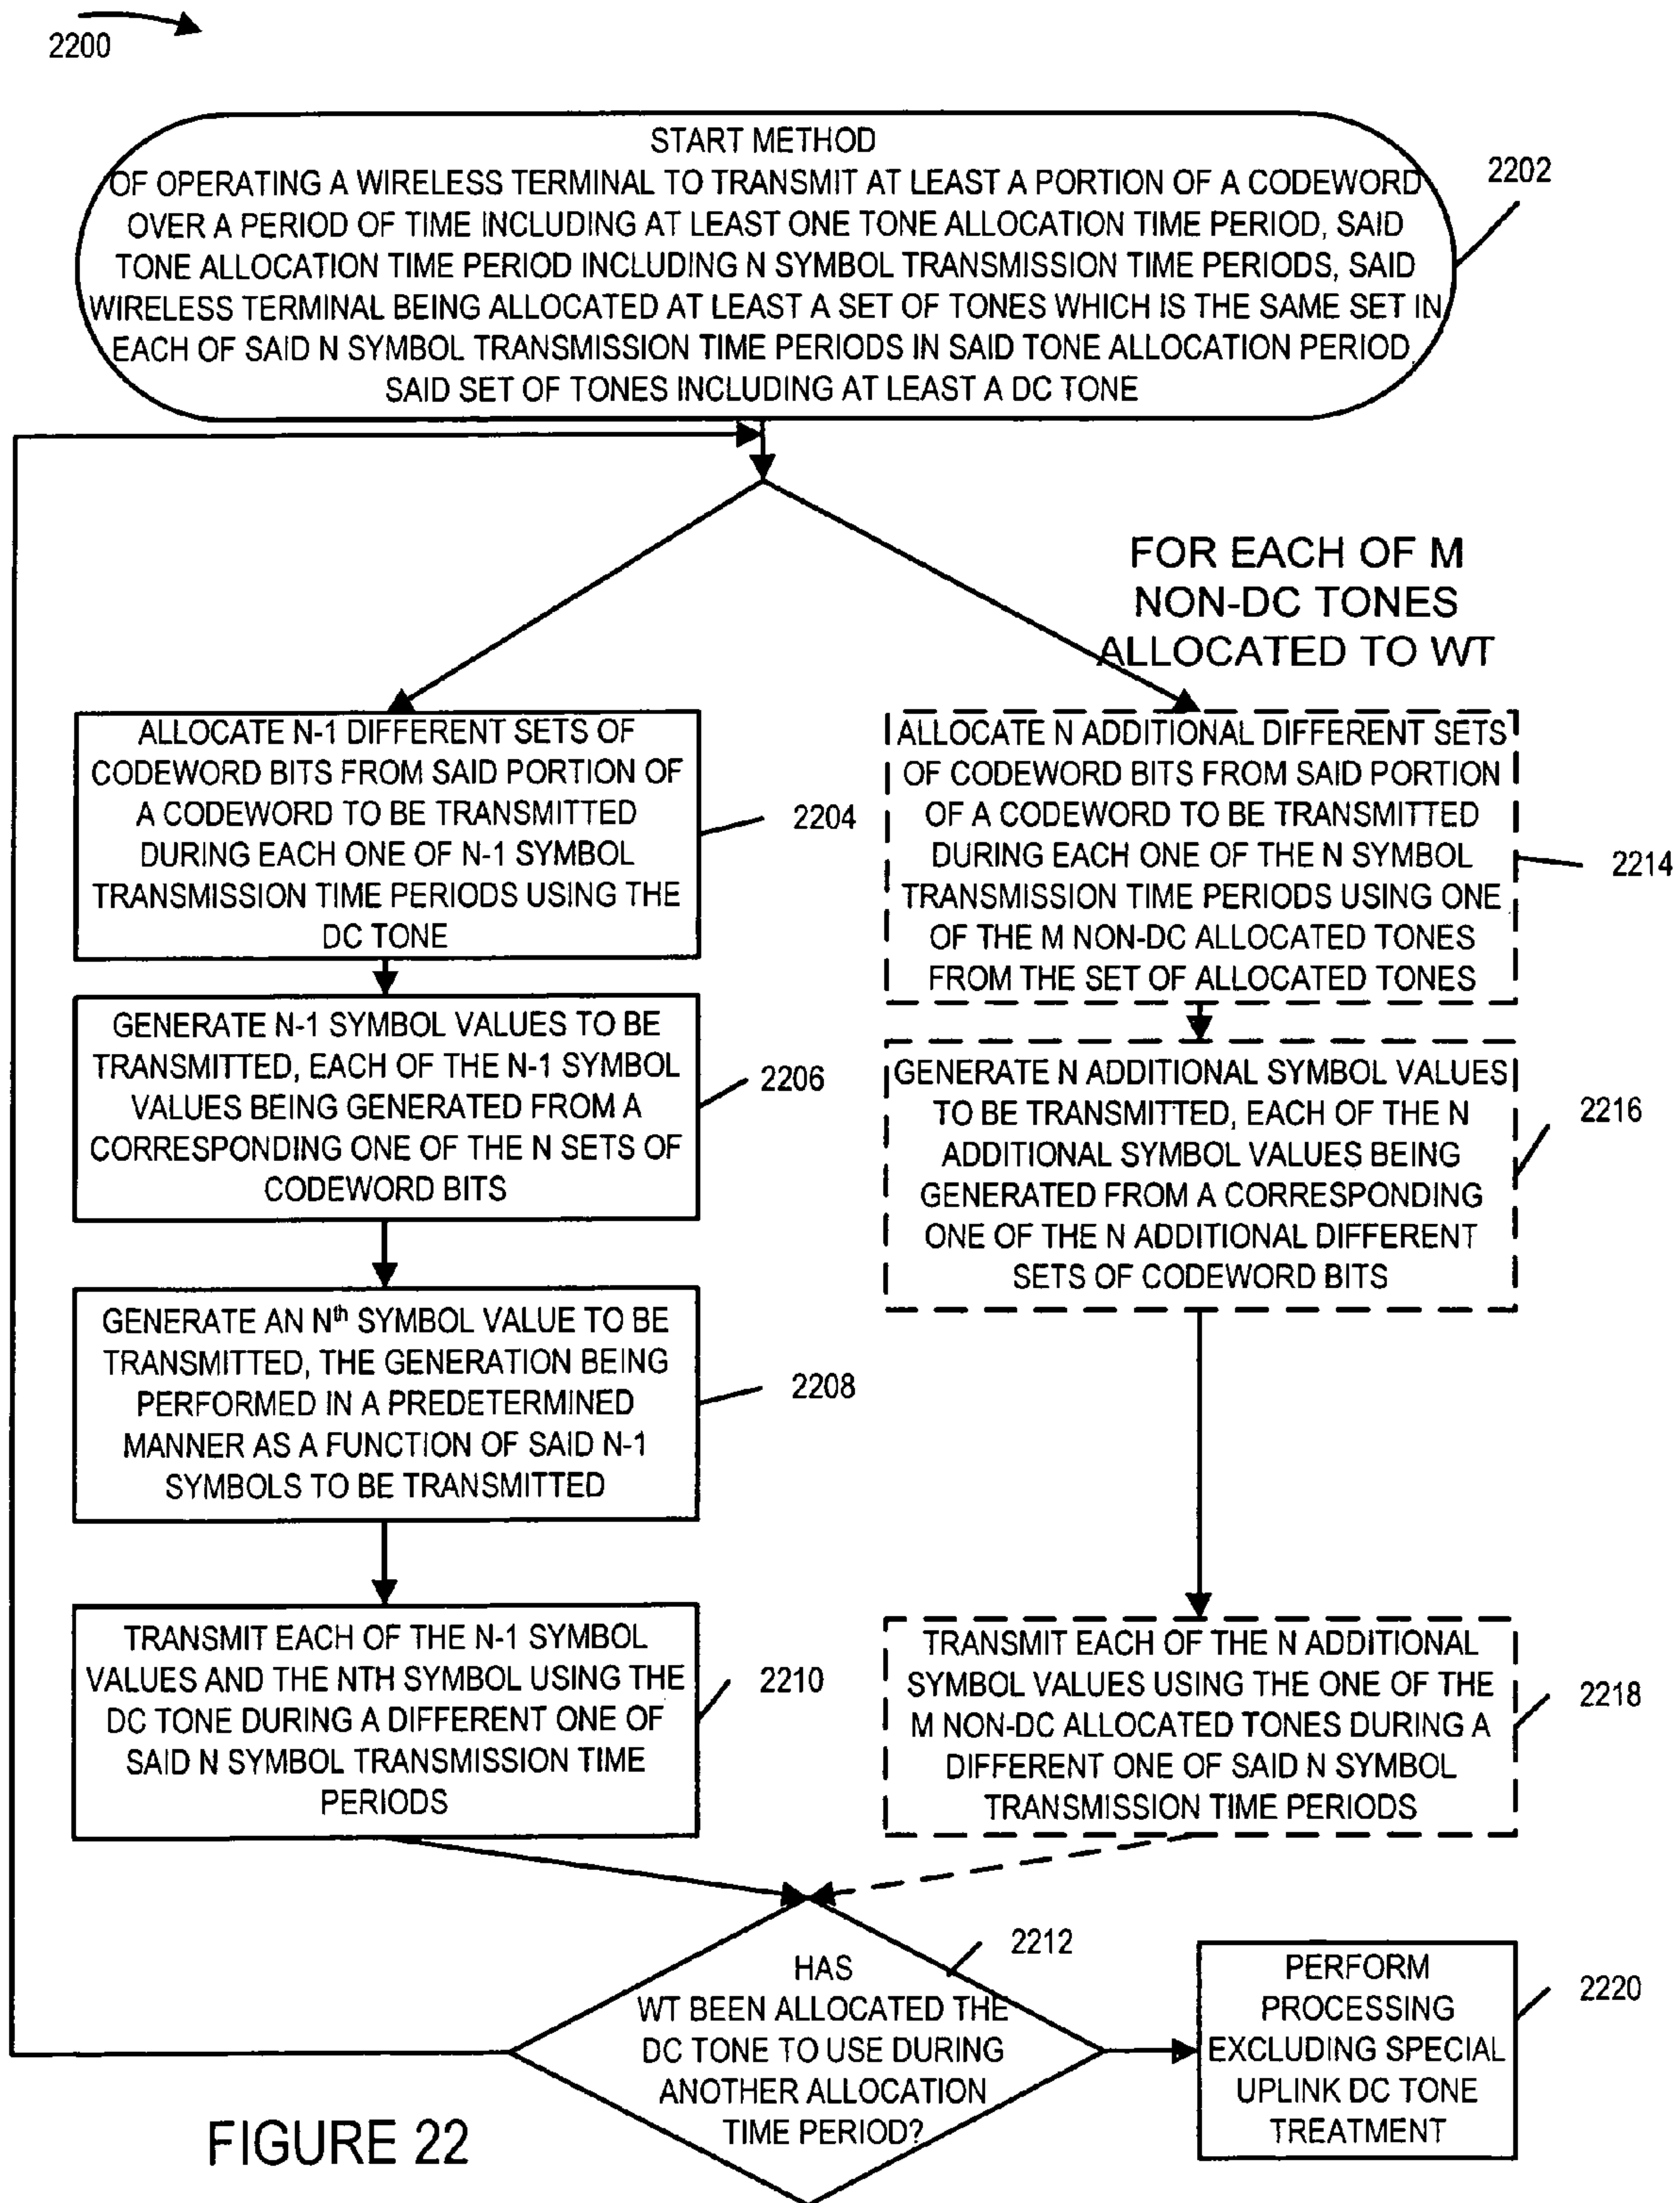 2200
START METHOD
OF OPERATING A WIRELESS TERMINAL TO TRANSMIT AT LEAST A PORTION OF A CODEWORD
OVER A PERIOD OF TIME INCLUDING AT LEAST ONE TONE ALLOCATION TIME PERIOD, SAID
TONE ALLOCATION TIME PERIOD INCLUDING N SYMBOL TRANSMISSION TIME PERIODS, SAID
WIRELESS TERMINAL BEING ALLOCATED AT LEAST A SET OF TONES WHICH IS THE SAME SET IN
EACH OF SAID N SYMBOL TRANSMISSION TIME PERIODS IN SAID TONE ALLOCATION PERIOD
SAID SET OF TONES INCLUDING AT LEAST A DC TONE
2202
FOR EACH OF M
NON-DC TONES
ALLOCATED TO WT
ALLOCATE N-1 DIFFERENT SETS OF
CODEWORD BITS FROM SAID PORTION OF
A CODEWORD TO BE TRANSMITTED
DURING EACH ONE OF N-1 SYMBOL
TRANSMISSION TIME PERIODS USING THE
DC TONE
2204
GENERATE N-1 SYMBOL VALUES TO BE
TRANSMITTED, EACH OF THE N-1 SYMBOL
VALUES BEING GENERATED FROM A
CORRESPONDING ONE OF THE N SETS OF
CODEWORD BITS
2206
GENERATE AN Nth SYMBOL VALUE TO BE
TRANSMITTED, THE GENERATION BEING
PERFORMED IN A PREDETERMINED
MANNER AS A FUNCTION OF SAID N-1
SYMBOLS TO BE TRANSMITTED
2208
TRANSMIT EACH OF THE N-1 SYMBOL
VALUES AND THE NTH SYMBOL USING THE
DC TONE DURING A DIFFERENT ONE OF
SAID N SYMBOL TRANSMISSION TIME
PERIODS
2210
ALLOCATE N ADDITIONAL DIFFERENT SETS
OF CODEWORD BITS FROM SAID PORTION
OF A CODEWORD TO BE TRANSMITTED
DURING EACH ONE OF THE N SYMBOL
TRANSMISSION TIME PERIODS USING ONE
OF THE M NON-DC ALLOCATED TONES
FROM THE SET OF ALLOCATED TONES
2214
GENERATE N ADDITIONAL SYMBOL VALUES
TO BE TRANSMITTED, EACH OF THE N
ADDITIONAL SYMBOL VALUES BEING
GENERATED FROM A CORRESPONDING
ONE OF THE N ADDITIONAL DIFFERENT
SETS OF CODEWORD BITS
2216
TRANSMIT EACH OF THE N ADDITIONAL
SYMBOL VALUES USING THE ONE OF THE
M NON-DC ALLOCATED TONES DURING A
DIFFERENT ONE OF SAID N SYMBOL
TRANSMISSION TIME PERIODS
2218
HAS
WT BEEN ALLOCATED THE
DC TONE TO USE DURING
ANOTHER ALLOCATION
TIME PERIOD?
2212
PERFORM
PROCESSING
EXCLUDING SPECIAL
UPLINK DC TONE
TREATMENT
2220
FIGURE 22